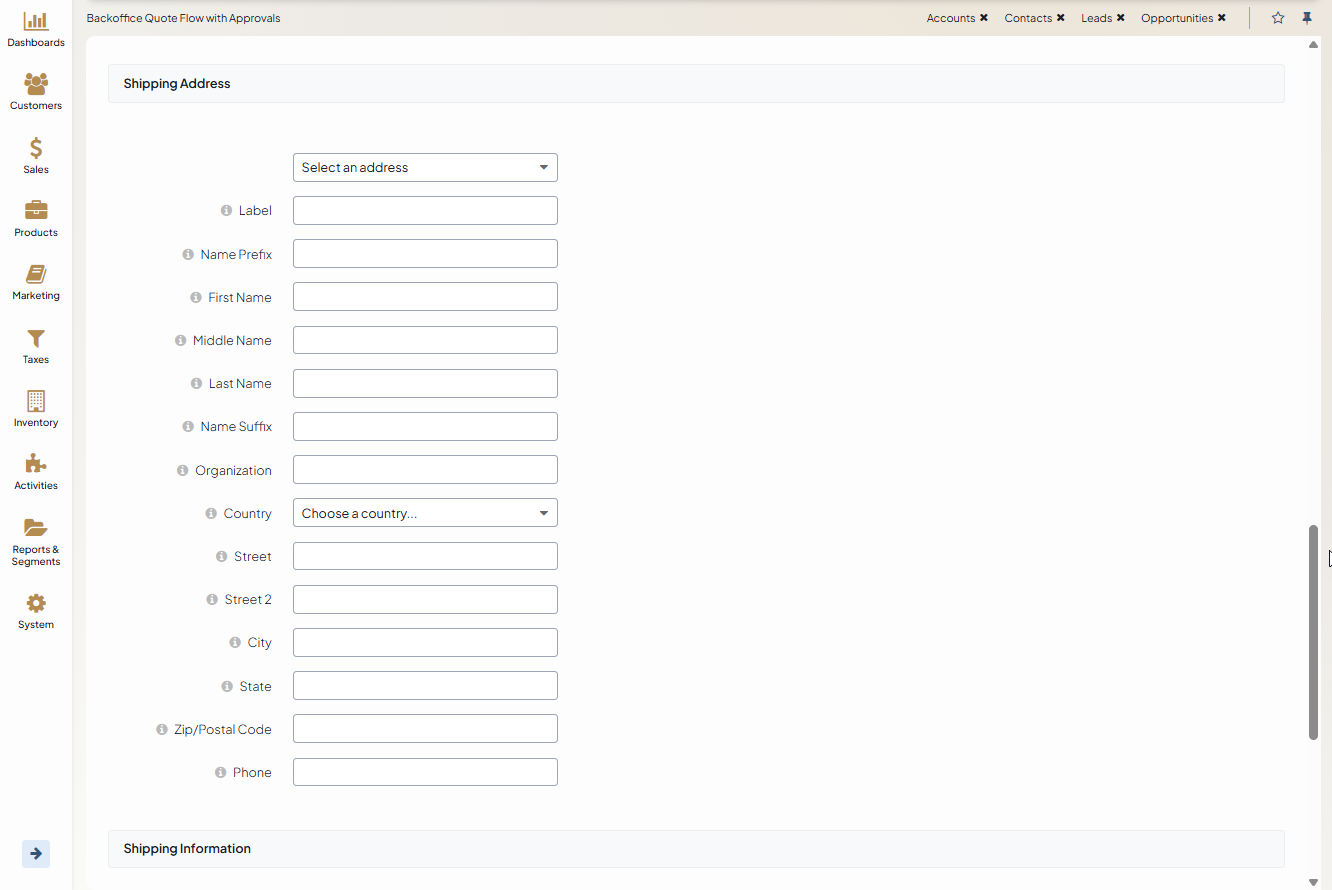 Backoffice Quote Flow with Approvals
Accounts
Contacts
Leads
Opportunities
Dashboards
Customers
Sales
Products
Marketing
Taxes
Inventory
Activities
Reports &
Segments
System
Shipping Address
Select an address
Label
Name Prefix
First Name
Middle Name
Last Name
Name Suffix
Organization
Country
Choose a country...
Street
Street 2
City
State
Zip/Postal Code
Phone
Shipping Information